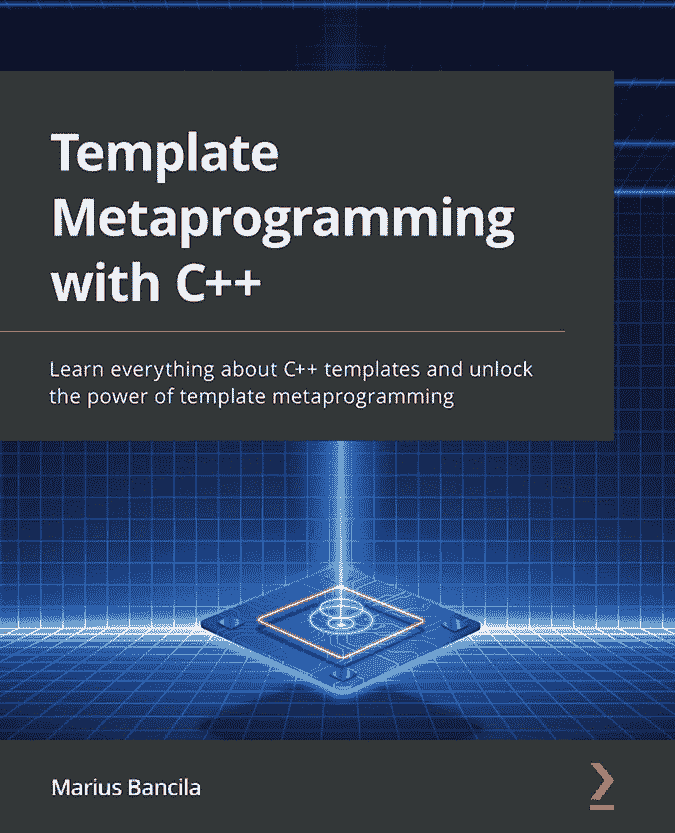 Template
Metaprogramming
with C++
Learn everything about C++ templates and unlock
the power of template metaprogramming
Marius Bancila